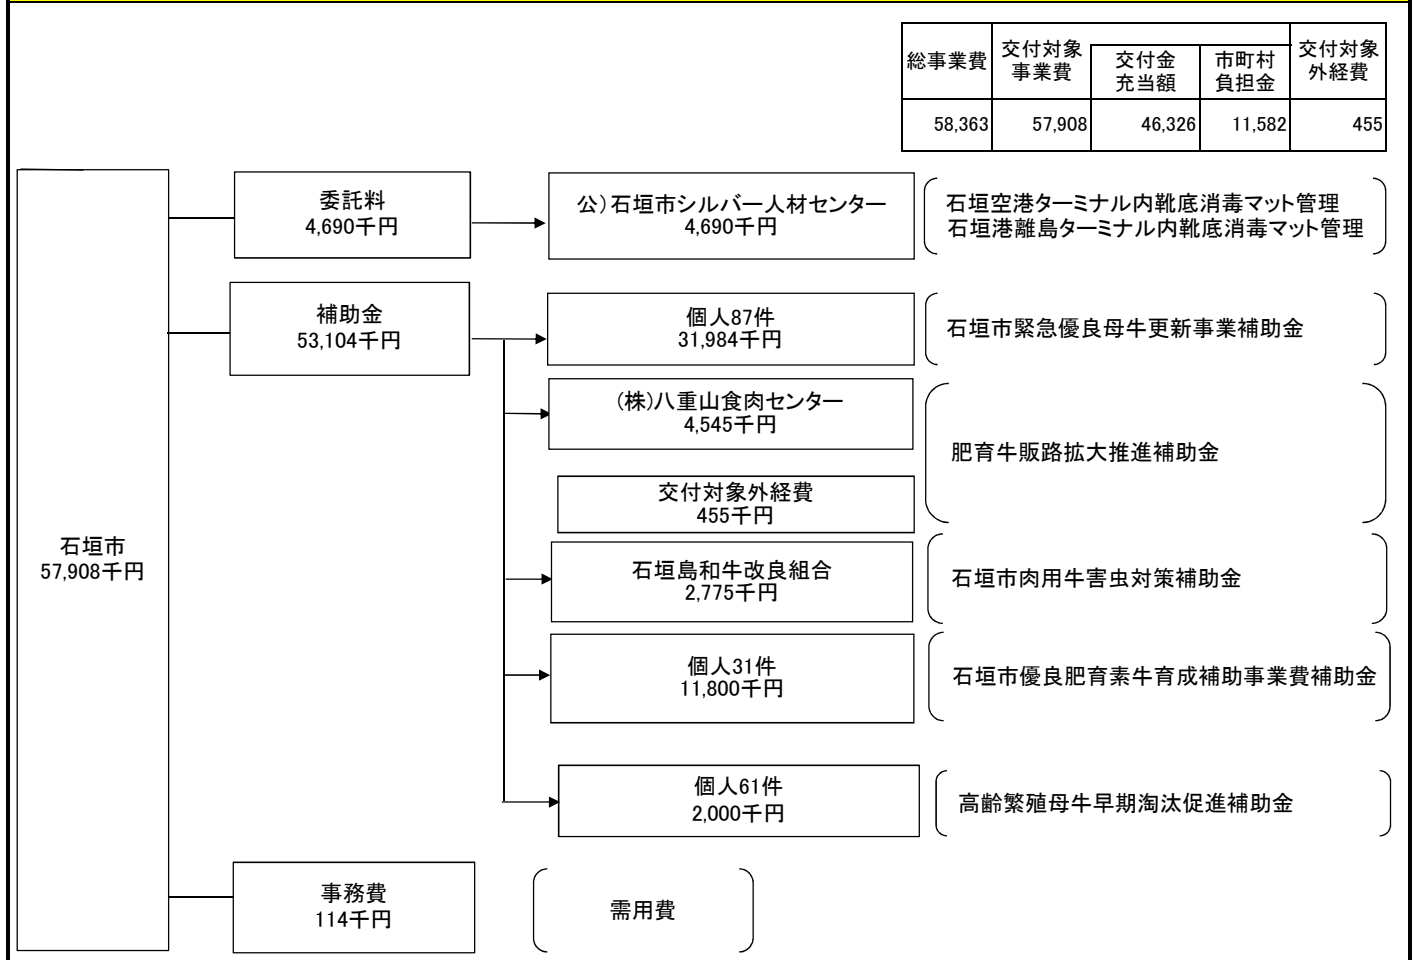 総事業費 交付対象事業費 交付金充当額 市町村負担金 交付対象外経費
58,363 57,908 46,326 11,582 455
石垣市
57,908千円
委託料
4,690千円
公）石垣市シルバー人材センター
4,690千円
石垣空港ターミナル内靴底消毒マット管理
石垣港離島ターミナル内靴底消毒マット管理
補助金
53,104千円
個人87件
31,984千円
石垣市緊急優良母牛更新事業補助金
(株)八重山食肉センター
4,545千円
交付対象外経費
455千円
肥育牛販路拡大推進補助金
石垣島和牛改良組合
2,775千円
石垣市肉用牛害虫対策補助金
個人31件
11,800千円
石垣市優良肥育素牛育成補助事業費補助金
個人61件
2,000千円
高齢繁殖母牛早期淘汰促進補助金
事務費
114千円
需用費